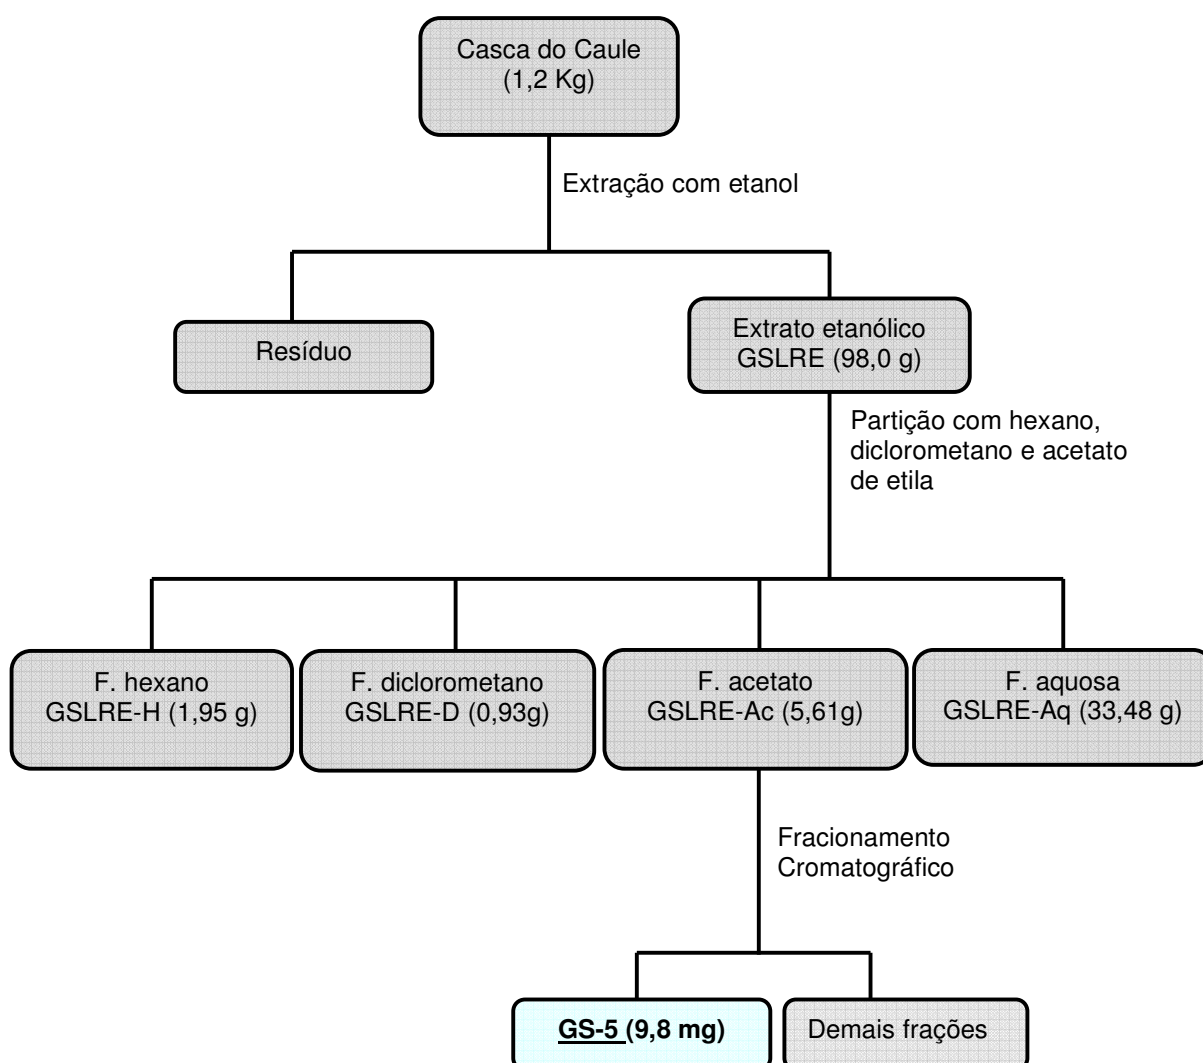 Casca do Caule
(1,2 Kg)
Extração com etanol
Resíduo
Extrato etanólico
GSLRE (98,0 g)
Partição com hexano,
diclorometano e acetato
de etila
F. hexano
GSLRE-H (1,95 g)
F. diclorometano
GSLRE-D (0,93g)
F. acetato
GSLRE-Ac (5,61g)
F. aquosa
GSLRE-Aq (33,48 g)
Fracionamento
Cromatográfico
GS-5 (9,8 mg)
Demais frações